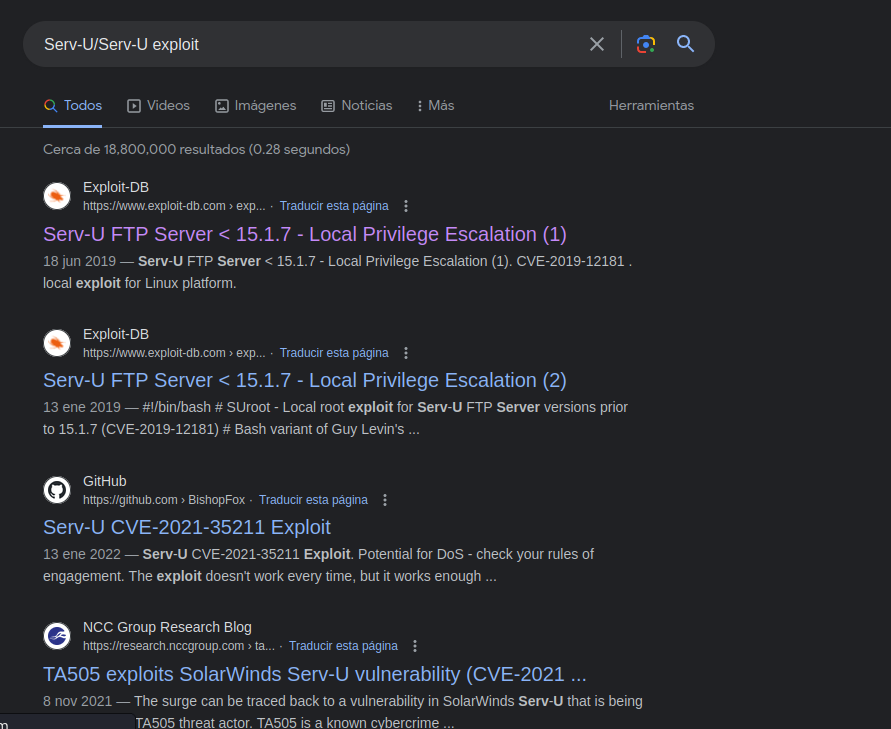 Serv-U/Serv-U exploit
Todos Videos Imágenes Noticias Más Herramientas
Cerca de 18,800,000 resultados (0.28 segundos)
Exploit-DB
https://www.exploit-db.com › exp... · Traducir esta página
Serv-U FTP Server < 15.1.7 - Local Privilege Escalation (1)
18 jun 2019 — Serv-U FTP Server < 15.1.7 - Local Privilege Escalation (1). CVE-2019-12181 .
local exploit for Linux platform.
Exploit-DB
https://www.exploit-db.com › exp... · Traducir esta página
Serv-U FTP Server < 15.1.7 - Local Privilege Escalation (2)
13 ene 2019 — #!/bin/bash # SUroot - Local root exploit for Serv-U FTP Server versions prior
to 15.1.7 (CVE-2019-12181) # Bash variant of Guy Levin's ...
GitHub
https://github.com › BishopFox · Traducir esta página
Serv-U CVE-2021-35211 Exploit
13 ene 2022 — Serv-U CVE-2021-35211 Exploit. Potential for DoS - check your rules of
engagement. The exploit doesn't work every time, but it works enough ...
NCC Group Research Blog
https://research.nccgroup.com › ta... · Traducir esta página
TA505 exploits SolarWinds Serv-U vulnerability (CVE-2021 ...
8 nov 2021 — The surge can be traced back to a vulnerability in SolarWinds Serv-U that is being
TA505 threat actor. TA505 is a known cybercrime ...